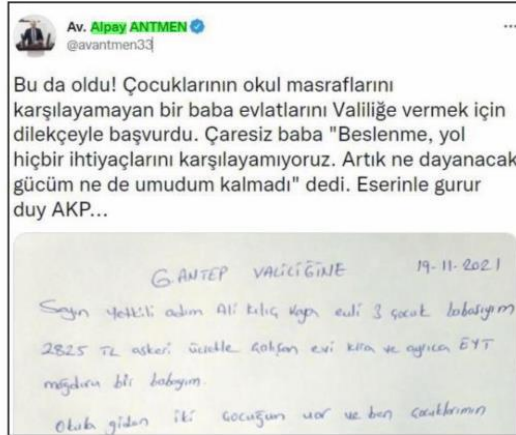 Av. Alpay ANTMEN
@avantmen33
Bu da oldu! Çocuklarının okul masraflarını
karşılayamayan bir baba evlatlarını Valiliğe vermek için
dilekçeyle başvurdu. Çaresiz baba "Beslenme, yol
hiçbir ihtiyaçlarını karşılayamıyoruz. Artık ne dayanacak
gücüm ne de umudum kalmadı" dedi. Eserinle gurur
duy AKP...
G.ANTEP VALİLİĞİNE 19-11-2021
Sayın yetkili adım Ali Kılıç Kaya evli 3 çocuk babasıyım
2825 TL askeri ücretle çalışan evi kira ve ayrıca EYT
mağduru bir babayım.
Okula giden iki çocuğum var ve ben çocuklarımın